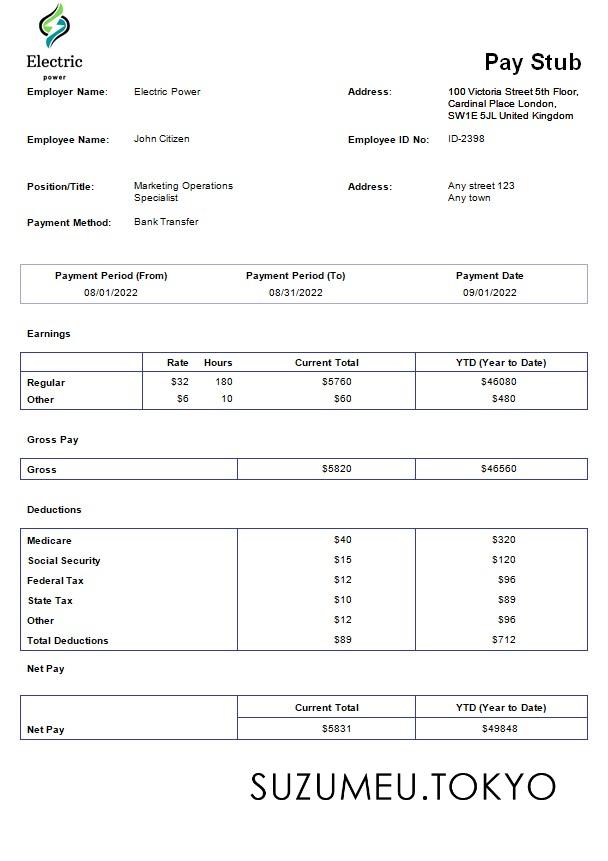 Electric
power
Pay Stub
Employer Name: Electric Power Address: 100 Victoria Street 5th Floor,
Cardinal Place London,
SW1E 5JL United Kingdom
Employee Name: John Citizen Employee ID No: ID-2398
Position/Title: Marketing Operations Address: Any street 123
Specialist Any town
Payment Method: Bank Transfer
Payment Period (From) Payment Period (To) Payment Date
08/01/2022 08/31/2022 09/01/2022
Earnings
Rate Hours Current Total YTD (Year to Date)
Regular $32 180 $5760 $46080
Other $6 10 $60 $480
Gross Pay
Gross $5820 $46560
Deductions
Medicare $40 $320
Social Security $15 $120
Federal Tax $12 $96
State Tax $10 $89
Other $12 $96
Total Deductions $89 $712
Net Pay
Current Total YTD (Year to Date)
Net Pay $5831 $49848
SUZUMEU.TOKYO